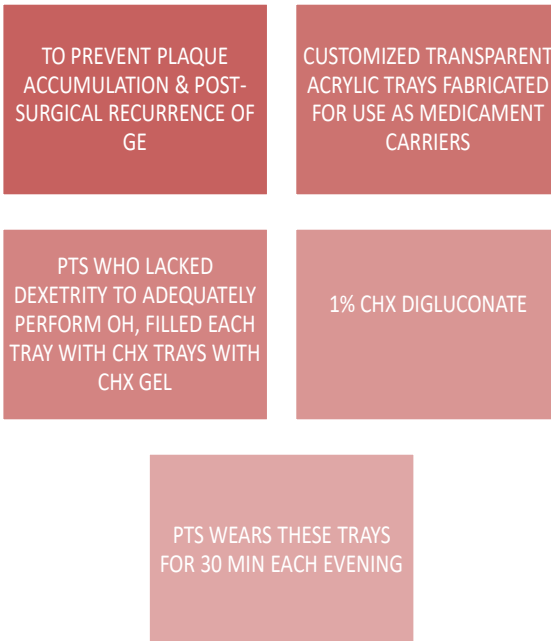 TO PREVENT PLAQUE
ACCUMULATION & POST-
SURGICAL RECURRENCE OF
GE
CUSTOMIZED TRANSPARENT
ACRYLIC TRAYS FABRICATED
FOR USE AS MEDICAMENT
CARRIERS
PTS WHO LACKED
DEXETRITY TO ADEQUATELY
PERFORM OH, FILLED EACH
TRAY WITH CHX TRAYS WITH
CHX GEL
1% CHX DIGLUCONATE
PTS WEARS THESE TRAYS
FOR 30 MIN EACH EVENING